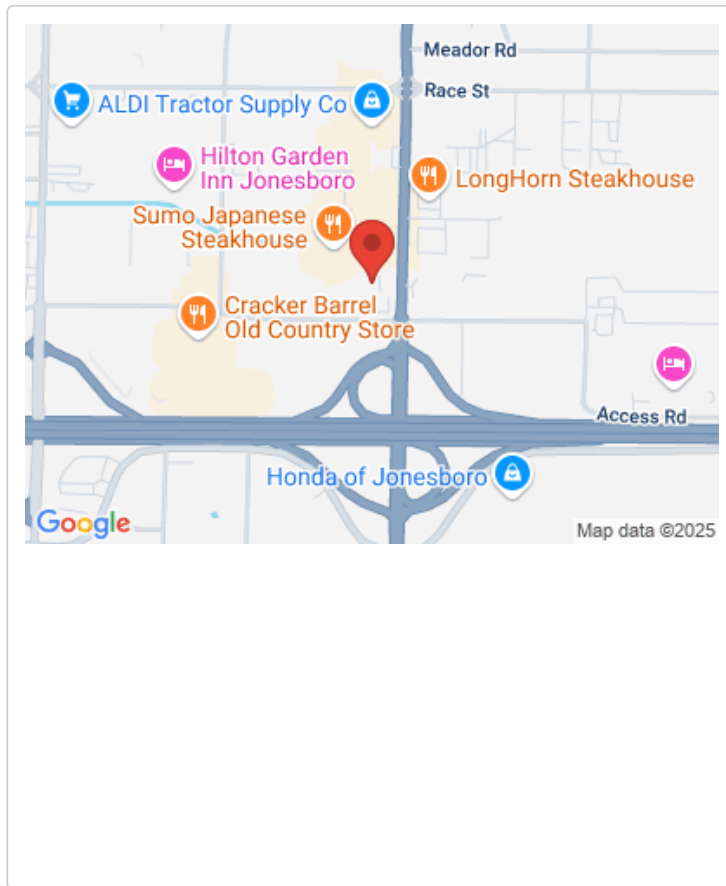 Meador Rd
Race St
ALDI Tractor Supply Co
Hilton Garden
Inn Jonesboro
LongHorn Steakhouse
Sumo Japanese
Steakhouse
Cracker Barrel
Old Country Store
Access Rd
Honda of Jonesboro
Google
Map data ©2025